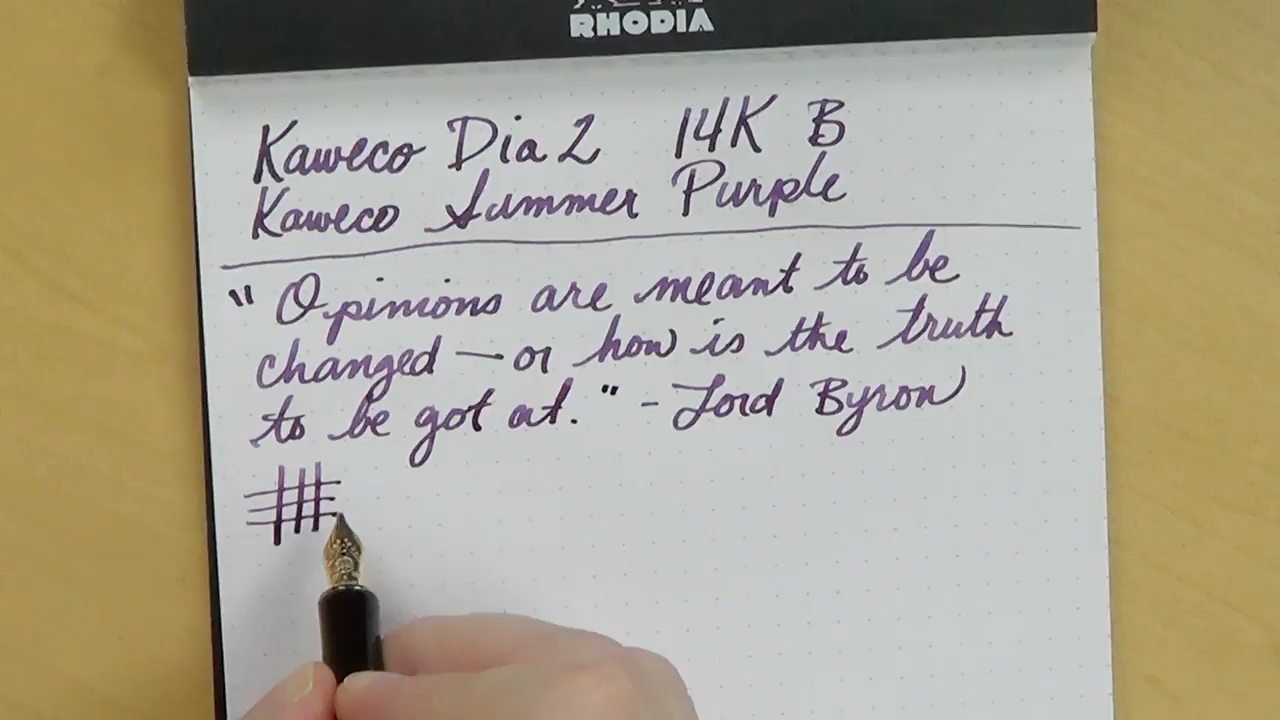 RHODIA
Kaweco Dia 2 14K B
Kaweco Summer Purple
"Opinions are meant to be
changed — or how is the truth
to be got at." - Lord Byron